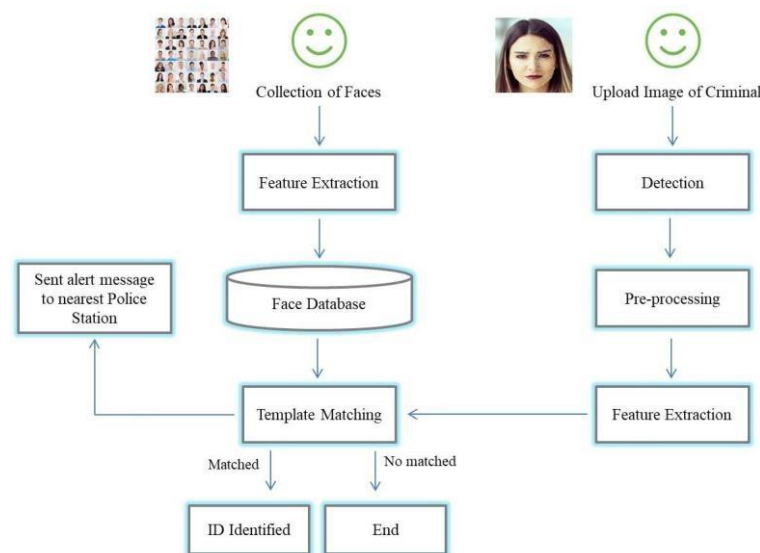 Collection of Faces
Upload Image of Criminal
Feature Extraction
Detection
Sent alert message
to nearest Police
Station
Face Database
Pre-processing
Template Matching
Feature Extraction
Matched
No matched
ID Identified
End